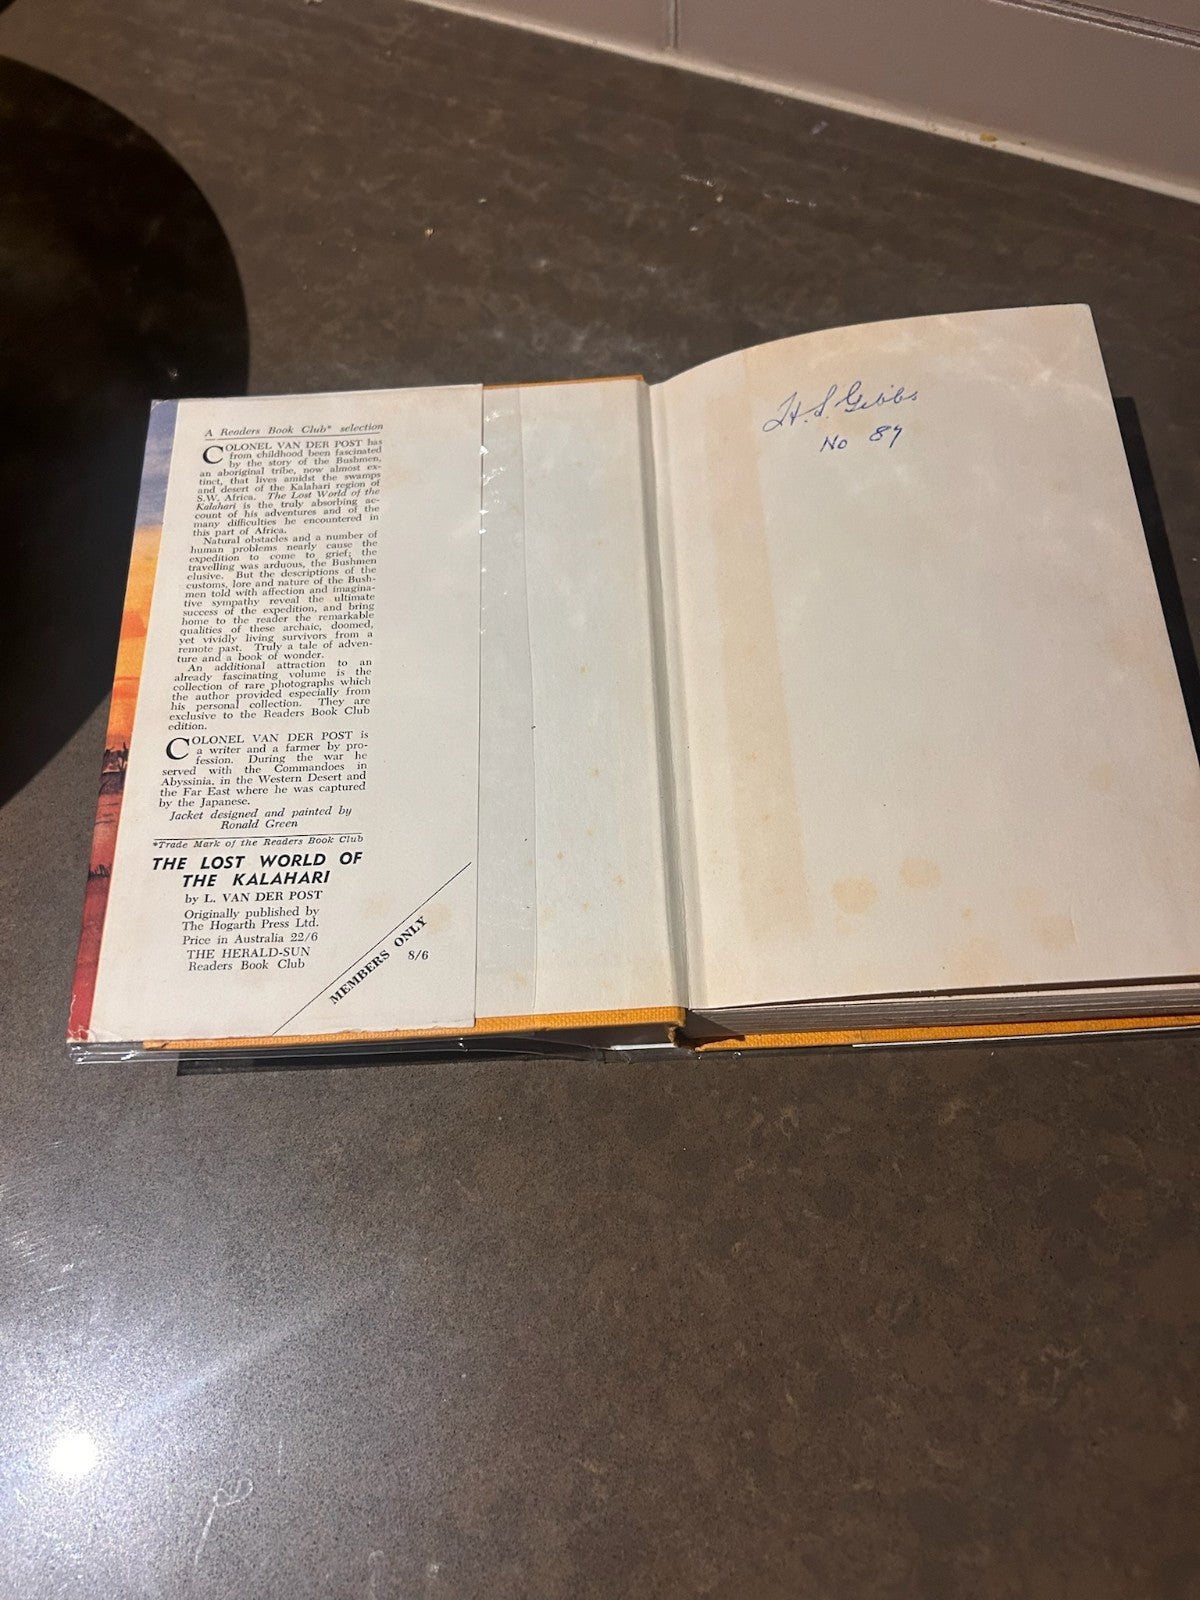 A Readers Book Club* selection
COLONEL VAN DER POST has
from childhood been fascinated
by the story of the Bushmen,
an aboriginal tribe, now almost ex-
tinct, that lives amidst the swamps
and desert of the Kalahari region of
S.W. Africa. The Lost World of the
Kalahari is the truly absorbing ac-
count of his adventures and of the
many difficulties he encountered in
this part of Africa.
Natural obstacles and a number of
human problems nearly cause the
expedition to come to grief; the
travelling was arduous, the Bushmen
elusive. But the descriptions of the
customs, lore and nature of the Bush-
men told with affection and imagina-
tive sympathy reveal the ultimate
success of the expedition, and bring
home to the reader the remarkable
qualities of these archaic, doomed,
yet vividly living survivors from a
remote past. Truly a tale of adven-
ture and a book of wonder.
An additional attraction to an
already fascinating volume is the
collection of rare photographs which
the author provided especially from
his personal collection. They are
exclusive to the Readers Book Club
edition.
COLONEL VAN DER POST is
a writer and a farmer by pro-
fession. During the war he
served with the Commandoes in
Abyssinia, in the Western Desert and
the Far East where he was captured
by the Japanese.
Jacket designed and painted by
Ronald Green
*Trade Mark of the Readers Book Club
THE LOST WORLD OF
THE KALAHARI
by L. VAN DER POST
Originally published by
The Hogarth Press Ltd.
Price in Australia 22/6
THE HERALD-SUN
Readers Book Club
MEMBERS ONLY
8/6
H. S. Gibbs
No 87